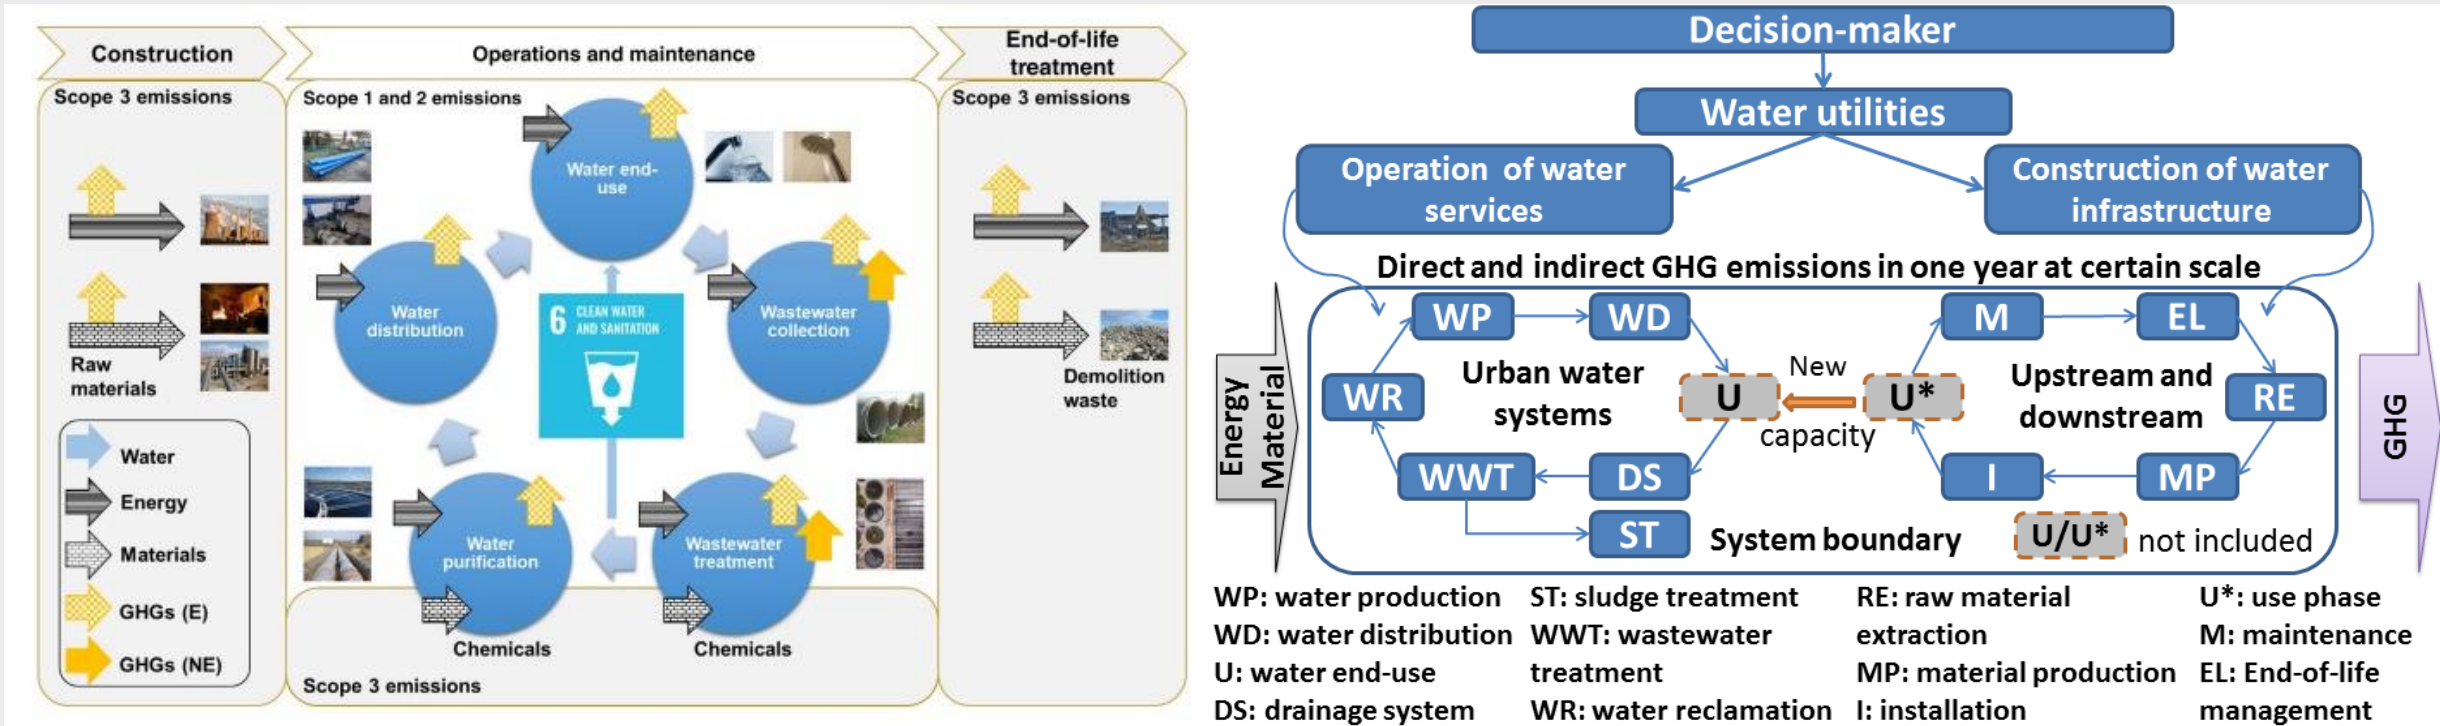 Construction
Operations and maintenance
End-of-life
treatment
Scope 3 emissions
Raw
materials
Water
Energy
Materials
GHGs (E)
GHGs (NE)
Scope 1 and 2 emissions
Water end-
use
Water
distribution
6 CLEAN WATER
AND SANITATION
Wastewater
collection
Water
purification
Wastewater
treatment
Chemicals
Chemicals
Scope 3 emissions
Scope 3 emissions
Demolition
waste
Decision-maker
Water utilities
Operation of water
services
Construction of water
infrastructure
Direct and indirect GHG emissions in one year at certain scale
Energy
Material
WP
WD
M
EL
WR
Urban water
systems
U
New
capacity
U*
Upstream and
downstream
RE
WWT
DS
I
MP
ST
System boundary
U/U*
not included
GHG
WP: water production
WD: water distribution
U: water end-use
DS: drainage system
ST: sludge treatment
WWT: wastewater
treatment
WR: water reclamation
RE: raw material
extraction
MP: material production
I: installation
U*: use phase
M: maintenance
EL: End-of-life
management